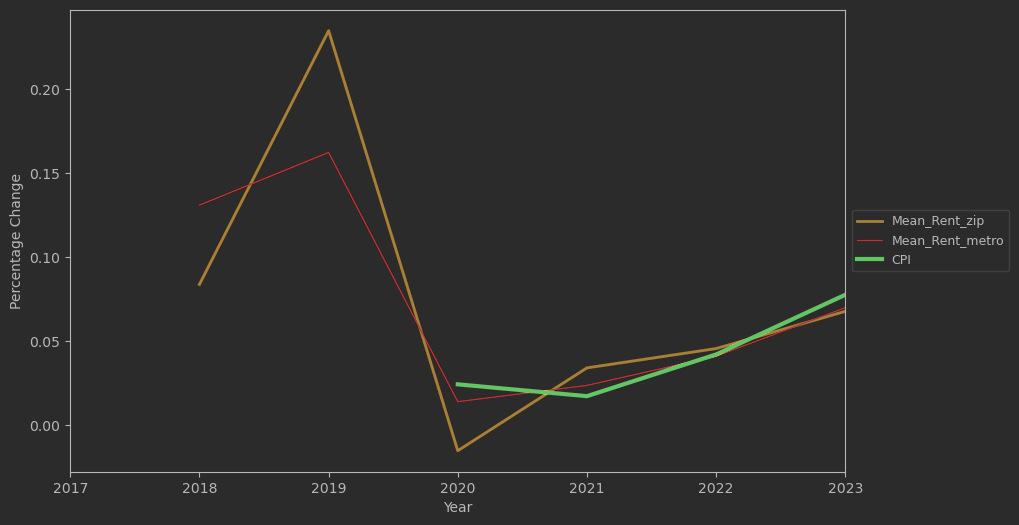 0.20
0.15
0.10
0.05
0.00
Percentage Change
2017 2018 2019 2020 2021 2022 2023
Year
Mean_Rent_zip
Mean_Rent_metro
CPI